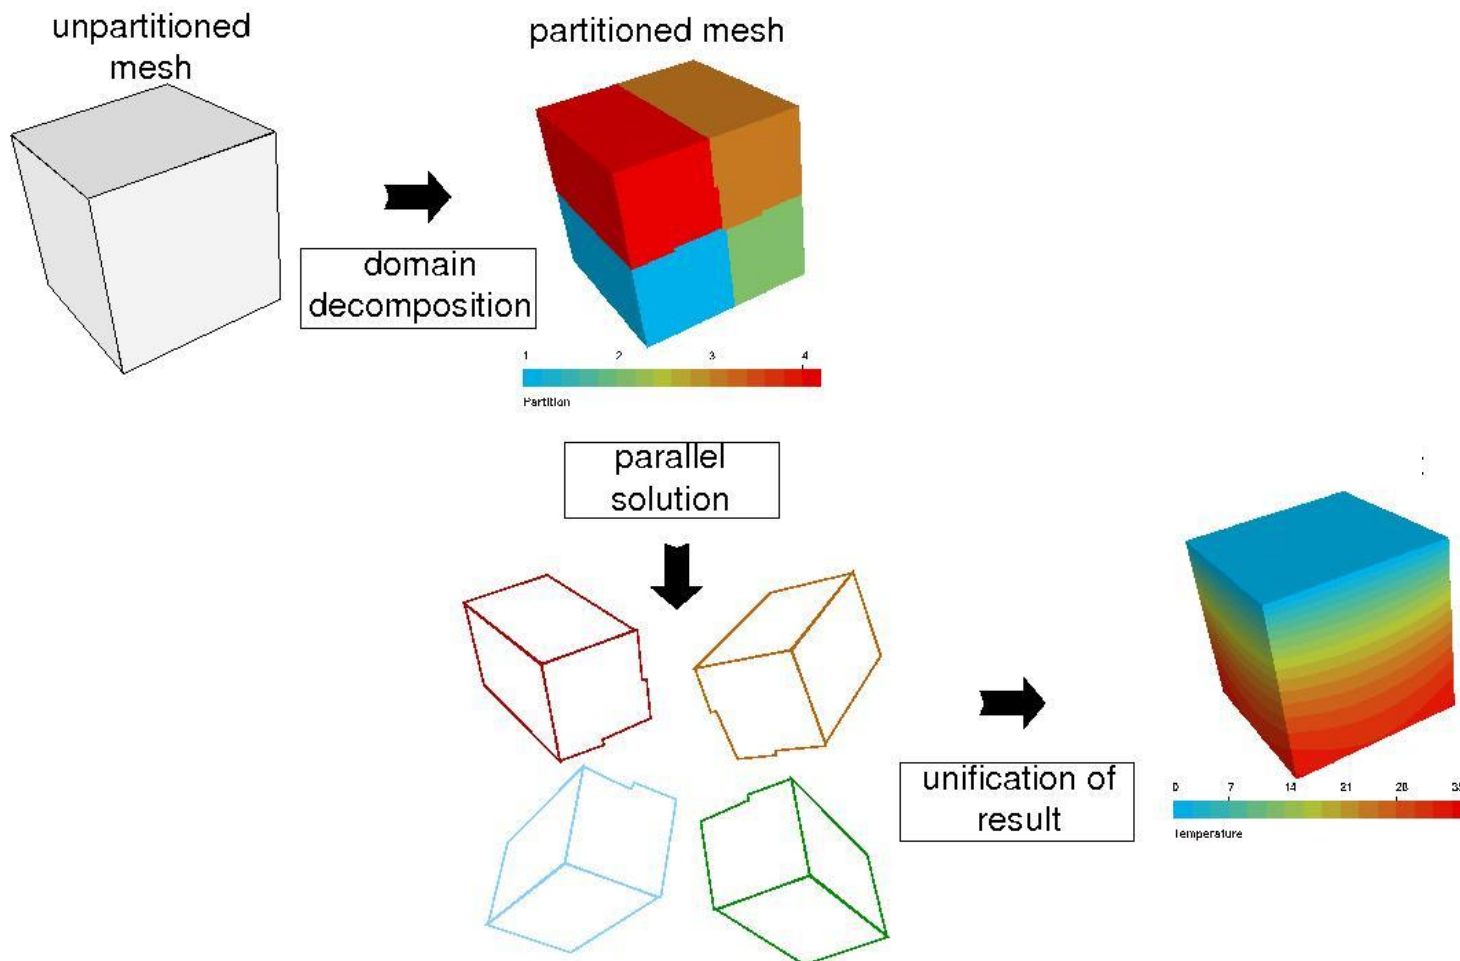 unpartitioned
mesh
partitioned mesh
domain
decomposition
1 2 3 4
Partition
parallel
solution
unification of
result
0 7 14 21 28 35
Temperature